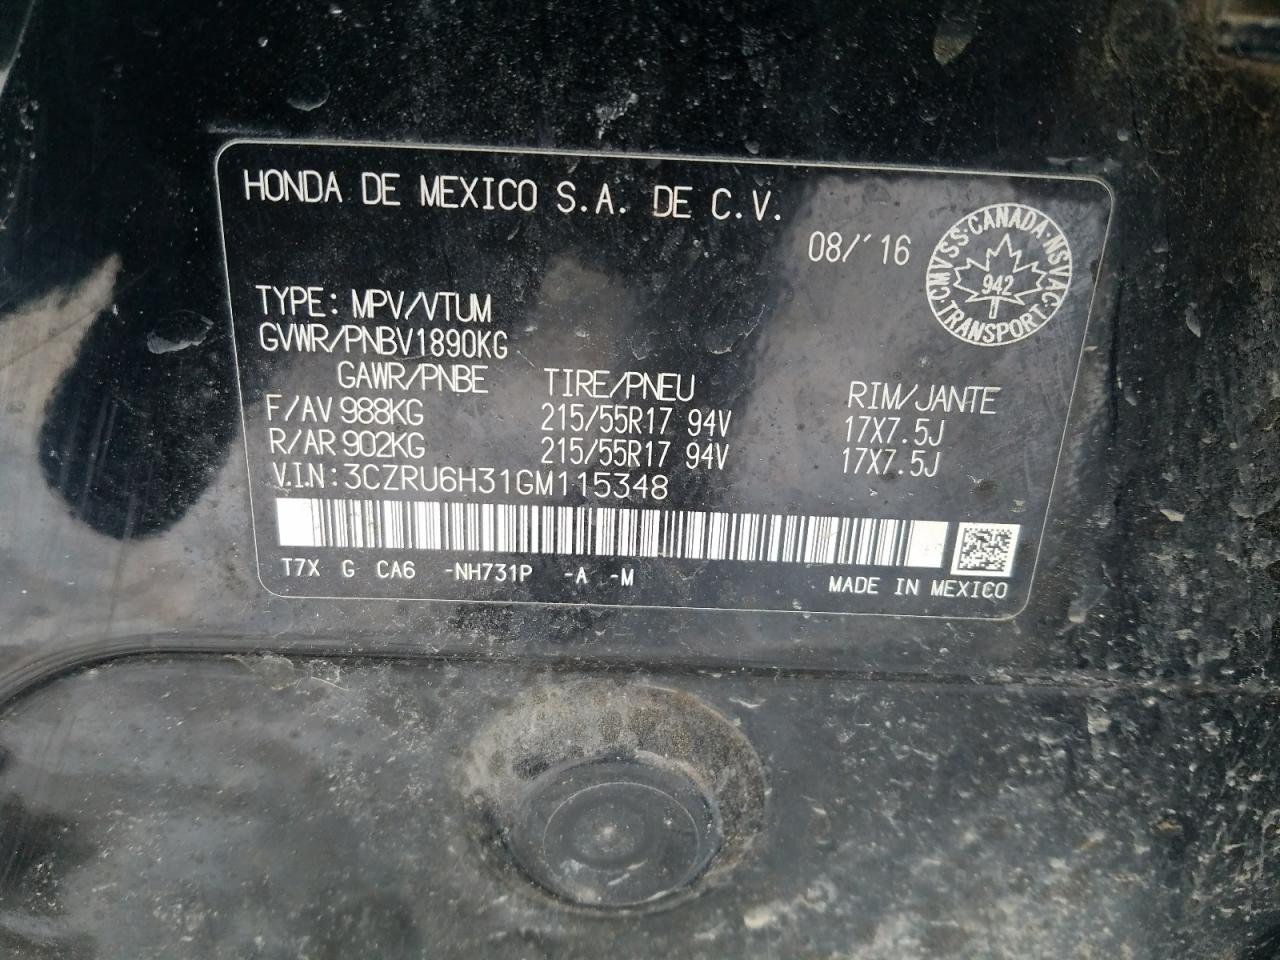 HONDA DE MEXICO S.A. DE C.V.
08/'16
CMVSS·CANADA·NSVAC·TRANSPORT
942
TYPE: MPV/VTUM
GVWR/PNBV1890KG
GAWR/PNBE TIRE/PNEU RIM/JANTE
F/AV 988KG 215/55R17 94V 17X7.5J
R/AR 902KG 215/55R17 94V 17X7.5J
V.I.N: 3CZRU6H31GM115348
T7X G CA6 -NH731P -A -M
MADE IN MEXICO